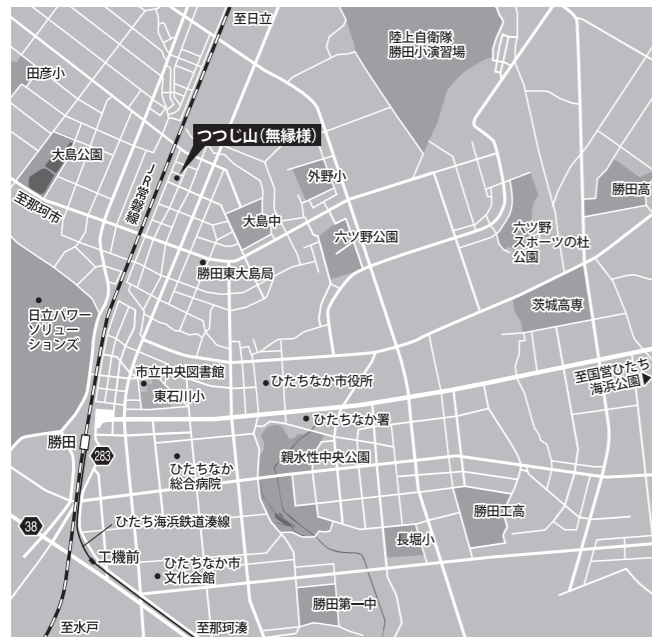 至日立
陸上自衛隊
勝田小演習場
田彦小
つつじ山(無縁様)
大島公園
JR常磐線
外野小
勝田高
至那珂市
大島中
六ツ野公園
六ツ野
スポーツの杜
公園
勝田東大島局
日立パワー
ソリュー
ションズ
茨城高専
市立中央図書館
ひたちなか市役所
至国営ひたち
海浜公園▶
東石川小
ひたちなか署
勝田
283
親水性中央公園
ひたちなか
総合病院
38
ひたち海浜鉄道湊線
勝田工高
長堀小
工機前
ひたちなか市
文化会館
勝田第一中
至水戸
至那珂湊